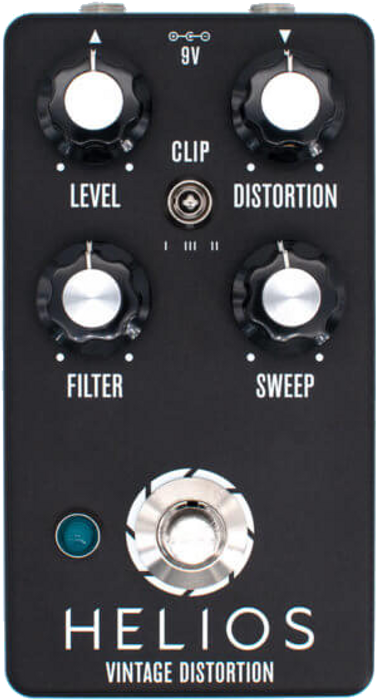 9V
CLIP
LEVEL
DISTORTION
I III II
FILTER
SWEEP
HELIOS
VINTAGE DISTORTION